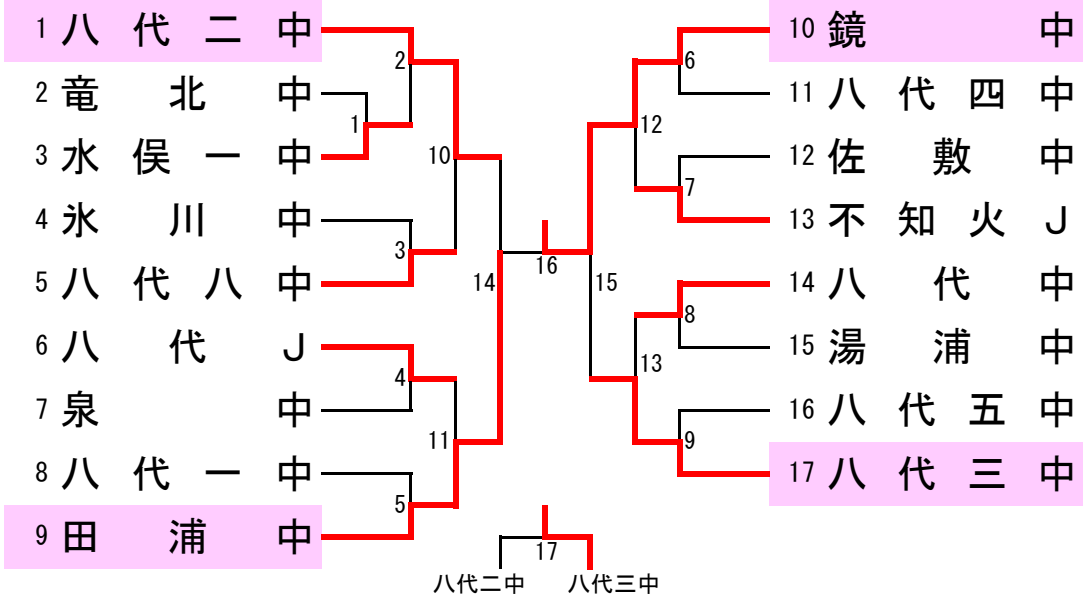 1 八代二中
2 竜北中
3 水俣一中
4 氷川中
5 八代八中
6 八代J
7 泉中
8 八代一中
9 田浦中
2
1
10
3
14
4
11
5
16
17
八代二中 八代三中
6
12
7
15
8
13
9
10 鏡中
11 八代四中
12 佐敷中
13 不知火J
14 八代中
15 湯浦中
16 八代五中
17 八代三中